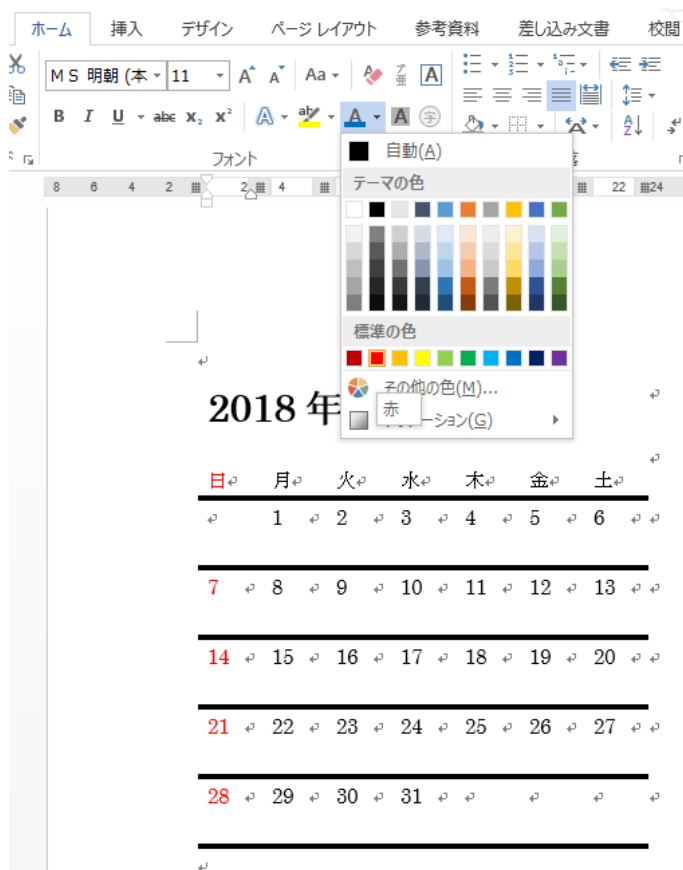 ホーム 挿入 デザイン ページ レイアウト 参考資料 差し込み文書 校閲
ＭＳ 明朝 (本 11 A A Aa ア亜 A
B I U abc X₂ X² A aby A A 字
フォント
自動(A)
テーマの色
標準の色
その他の色(M)...
赤
ーション(G)
8 6 4 2 2 4 22 24
2018 年
日 月 火 水 木 金 土
1 2 3 4 5 6
7 8 9 10 11 12 13
14 15 16 17 18 19 20
21 22 23 24 25 26 27
28 29 30 31